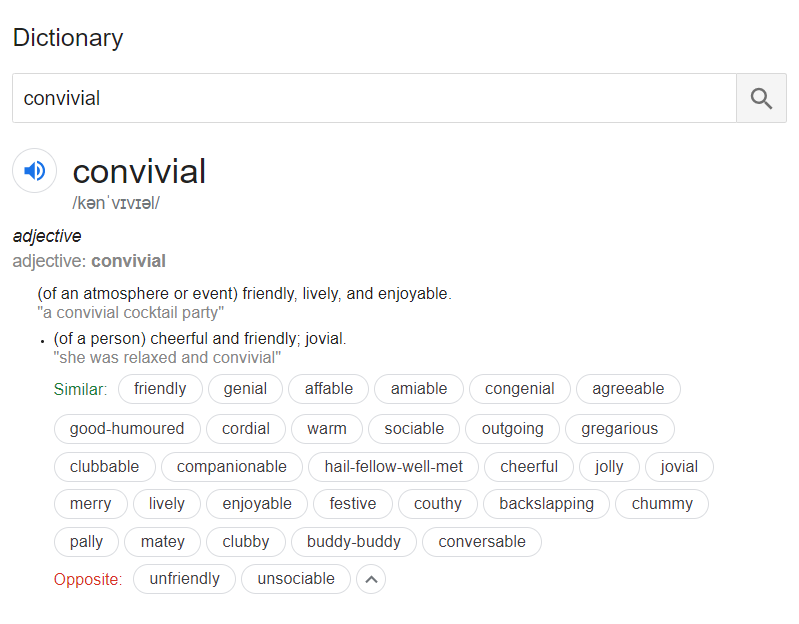 Dictionary
convivial
convivial
/kənˈvɪvɪəl/
adjective
adjective: convivial
(of an atmosphere or event) friendly, lively, and enjoyable.
"a convivial cocktail party"
• (of a person) cheerful and friendly; jovial.
"she was relaxed and convivial"
Similar: friendly genial affable amiable congenial agreeable
good-humoured cordial warm sociable outgoing gregarious
clubbable companionable hail-fellow-well-met cheerful jolly jovial
merry lively enjoyable festive couthy backslapping chummy
pally matey clubby buddy-buddy conversable
Opposite: unfriendly unsociable